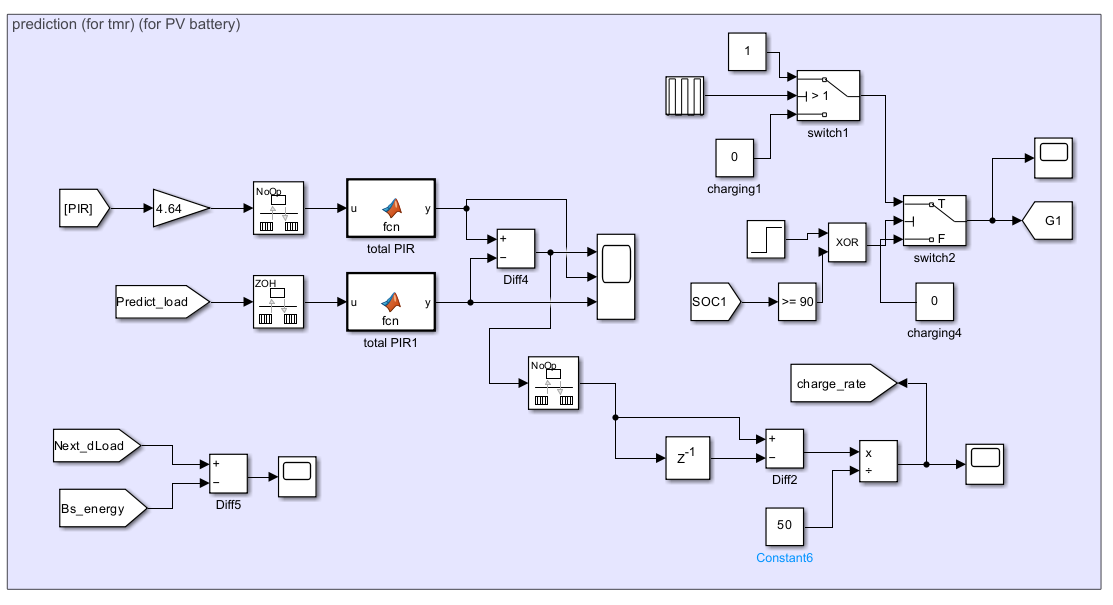 prediction (for tmr) (for PV battery)
1
> 1
switch1
0
charging1
[PIR]
4.64
NoOp
u
fcn
y
total PIR
+
−
Diff4
T
F
switch2
G1
XOR
Predict_load
ZOH
u
fcn
y
total PIR1
SOC1
>= 90
0
charging4
NoOp
charge_rate
Next_dLoad
Bs_energy
+
−
Diff5
Z-1
+
−
Diff2
x
÷
50
Constant6